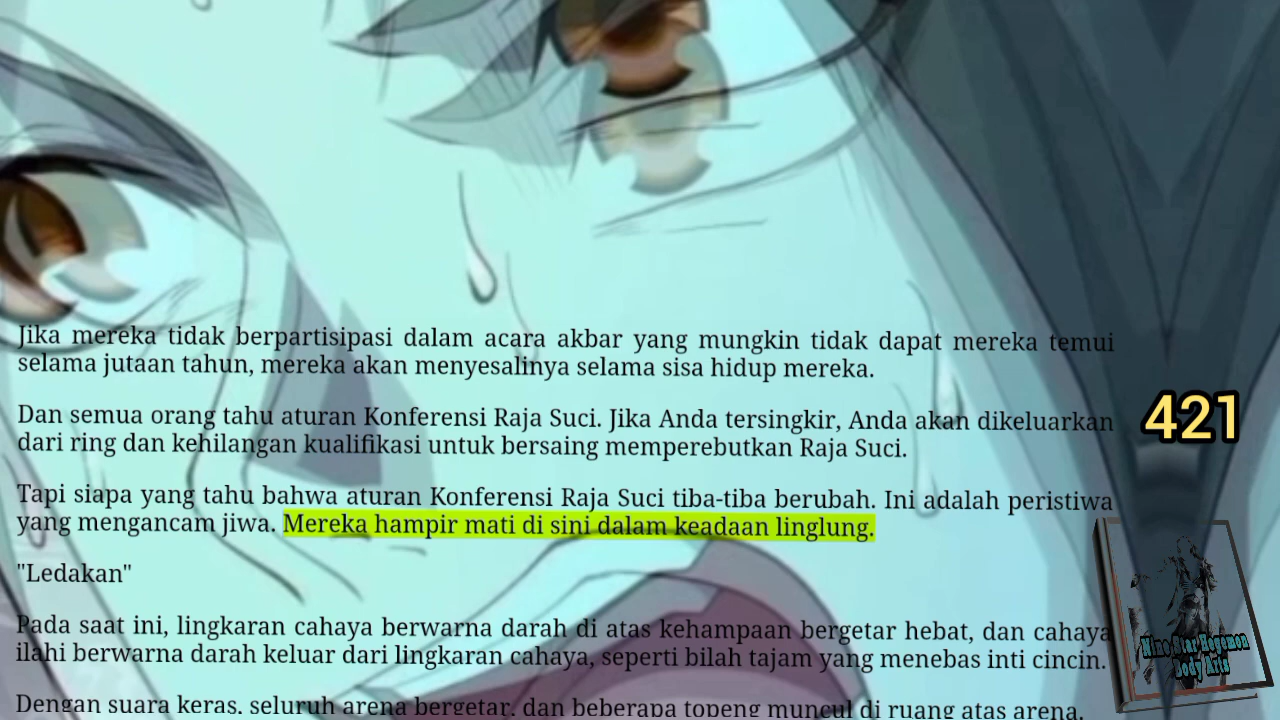 Jika mereka tidak berpartisipasi dalam acara akbar yang mungkin tidak dapat mereka temui
selama jutaan tahun, mereka akan menyesalinya selama sisa hidup mereka.
Dan semua orang tahu aturan Konferensi Raja Suci. Jika Anda tersingkir, Anda akan dikeluarkan
dari ring dan kehilangan kualifikasi untuk bersaing memperebutkan Raja Suci.
421
Tapi siapa yang tahu bahwa aturan Konferensi Raja Suci tiba-tiba berubah. Ini adalah peristiwa
yang mengancam jiwa. Mereka hampir mati di sini dalam keadaan linglung.
"Ledakan"
Pada saat ini, lingkaran cahaya berwarna darah di atas kehampaan bergetar hebat, dan cahaya
ilahi berwarna darah keluar dari lingkaran cahaya, seperti bilah tajam yang menebas inti cincin.
Dengan suara keras, seluruh arena bergetar, dan beberapa topeng muncul di ruang atas arena.
Nine Star Hegemon
Body Arts